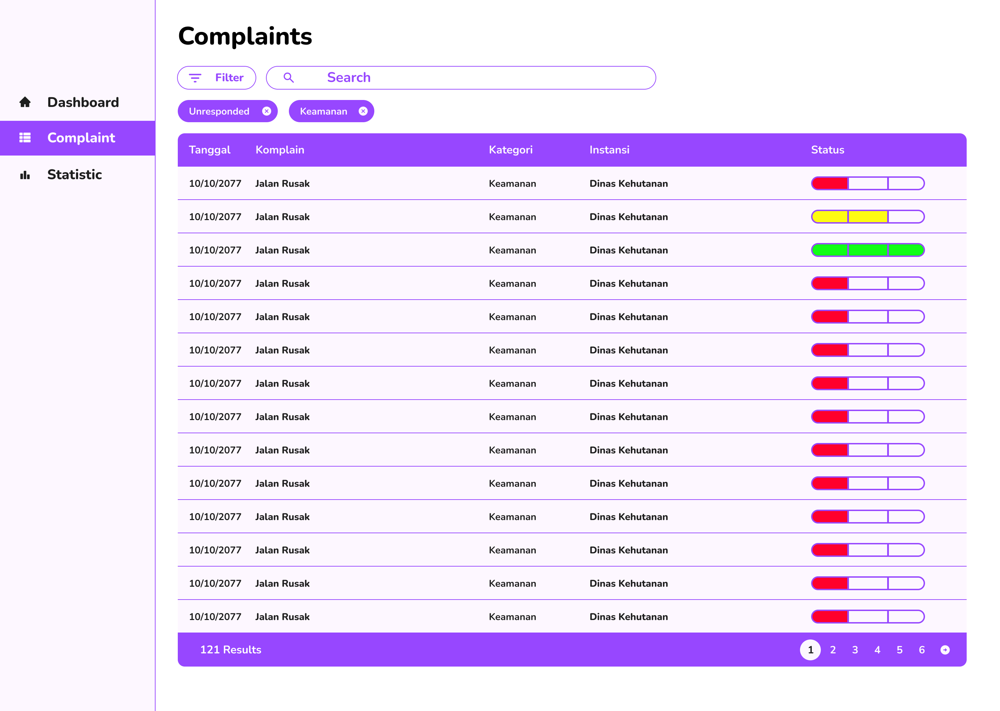 Complaints
Filter
Search
Dashboard
Unresponded
Keamanan
Complaint
Statistic
Tanggal Komplain Kategori Instansi Status
10/10/2077 Jalan Rusak Keamanan Dinas Kehutanan
10/10/2077 Jalan Rusak Keamanan Dinas Kehutanan
10/10/2077 Jalan Rusak Keamanan Dinas Kehutanan
10/10/2077 Jalan Rusak Keamanan Dinas Kehutanan
10/10/2077 Jalan Rusak Keamanan Dinas Kehutanan
10/10/2077 Jalan Rusak Keamanan Dinas Kehutanan
10/10/2077 Jalan Rusak Keamanan Dinas Kehutanan
10/10/2077 Jalan Rusak Keamanan Dinas Kehutanan
10/10/2077 Jalan Rusak Keamanan Dinas Kehutanan
10/10/2077 Jalan Rusak Keamanan Dinas Kehutanan
10/10/2077 Jalan Rusak Keamanan Dinas Kehutanan
10/10/2077 Jalan Rusak Keamanan Dinas Kehutanan
10/10/2077 Jalan Rusak Keamanan Dinas Kehutanan
10/10/2077 Jalan Rusak Keamanan Dinas Kehutanan
121 Results 1 2 3 4 5 6